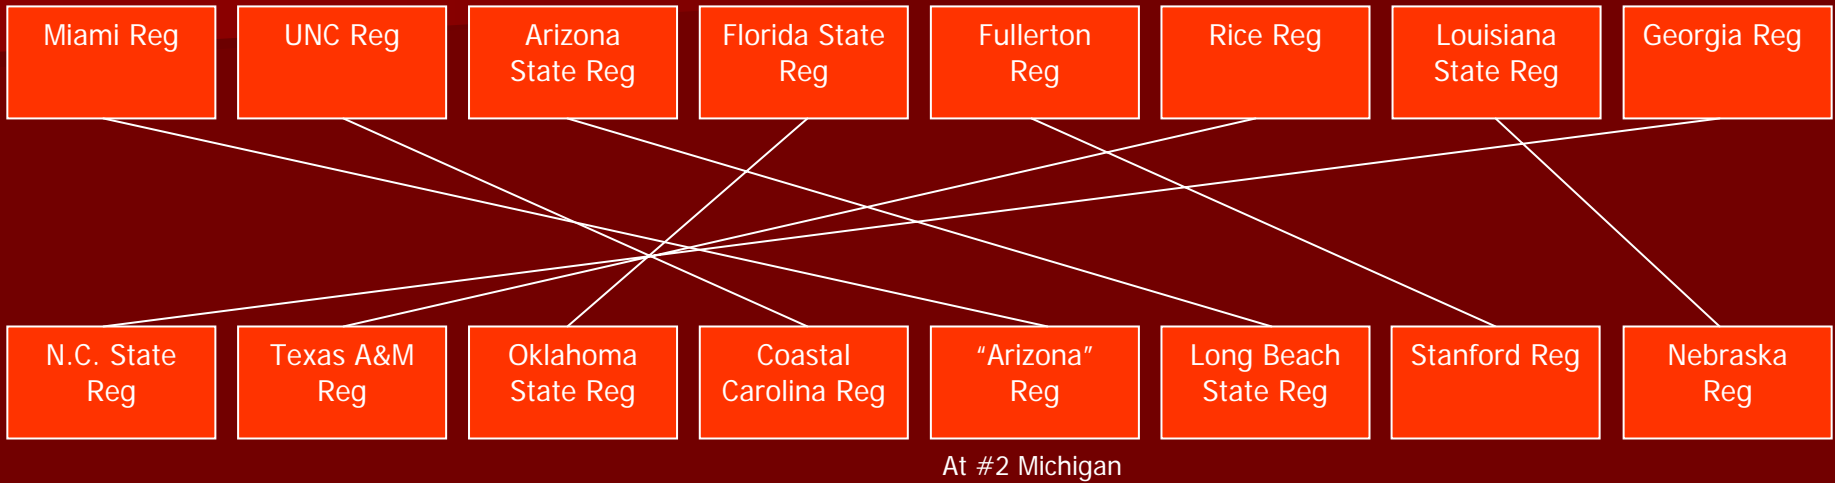 Miami Reg
UNC Reg
Arizona
State Reg
Florida State
Reg
Fullerton
Reg
Rice Reg
Louisiana
State Reg
Georgia Reg
N.C. State
Reg
Texas A&M
Reg
Oklahoma
State Reg
Coastal
Carolina Reg
“Arizona”
Reg
Long Beach
State Reg
Stanford Reg
Nebraska
Reg
At #2 Michigan